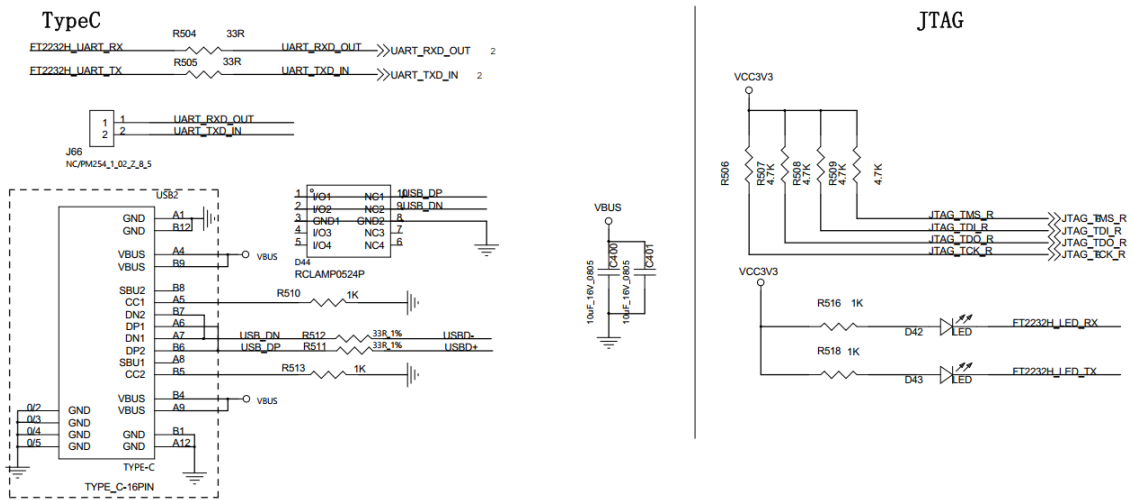 TypeC
JTAG
R504 33R
FT2232H_UART_RX UART_RXD_OUT UART_RXD_OUT 2
R505 33R
FT2232H_UART_TX UART_TXD_IN UART_TXD_IN 2
1 1 UART_RXD_OUT
2 2 UART_TXD_IN
J66
NC/PM254_1_02_Z_8_5
USB2
GND A1
GND B12
VBUS A4 VBUS
VBUS B9
SBU2 B8
CC1 A5 R510 1K
DN2 B7
DP1 A6
DN1 A7 USB_DN R512 33R_1% USBD-
DP2 B6 USB_DP R511 33R_1% USBD+
SBU1 A8
CC2 B5 R513 1K
VBUS B4 VBUS
VBUS A9
0/2 GND
0/3 GND
0/4 GND GND B1
0/5 GND GND A12
TYPE-C
TYPE_C-16PIN
1 I/O1 NC1 10 USB_DP
2 I/O2 NC2 9 USB_DN
3 GND1 GND2 8
4 I/O3 NC3 7
5 I/O4 NC4 6
D44
RCLAMP0524P
VBUS
C400
10uF_16V_0805
C401
10uF_16V_0805
VCC3V3
R506 4.7K
R507 4.7K
R508 4.7K
R509 4.7K
JTAG_TMS_R JTAG_TMS_R
JTAG_TDI_R JTAG_TDI_R
JTAG_TDO_R JTAG_TDO_R
JTAG_TCK_R JTAG_TCK_R
VCC3V3
R516 1K
D42 LED FT2232H_LED_RX
R518 1K
D43 LED FT2232H_LED_TX